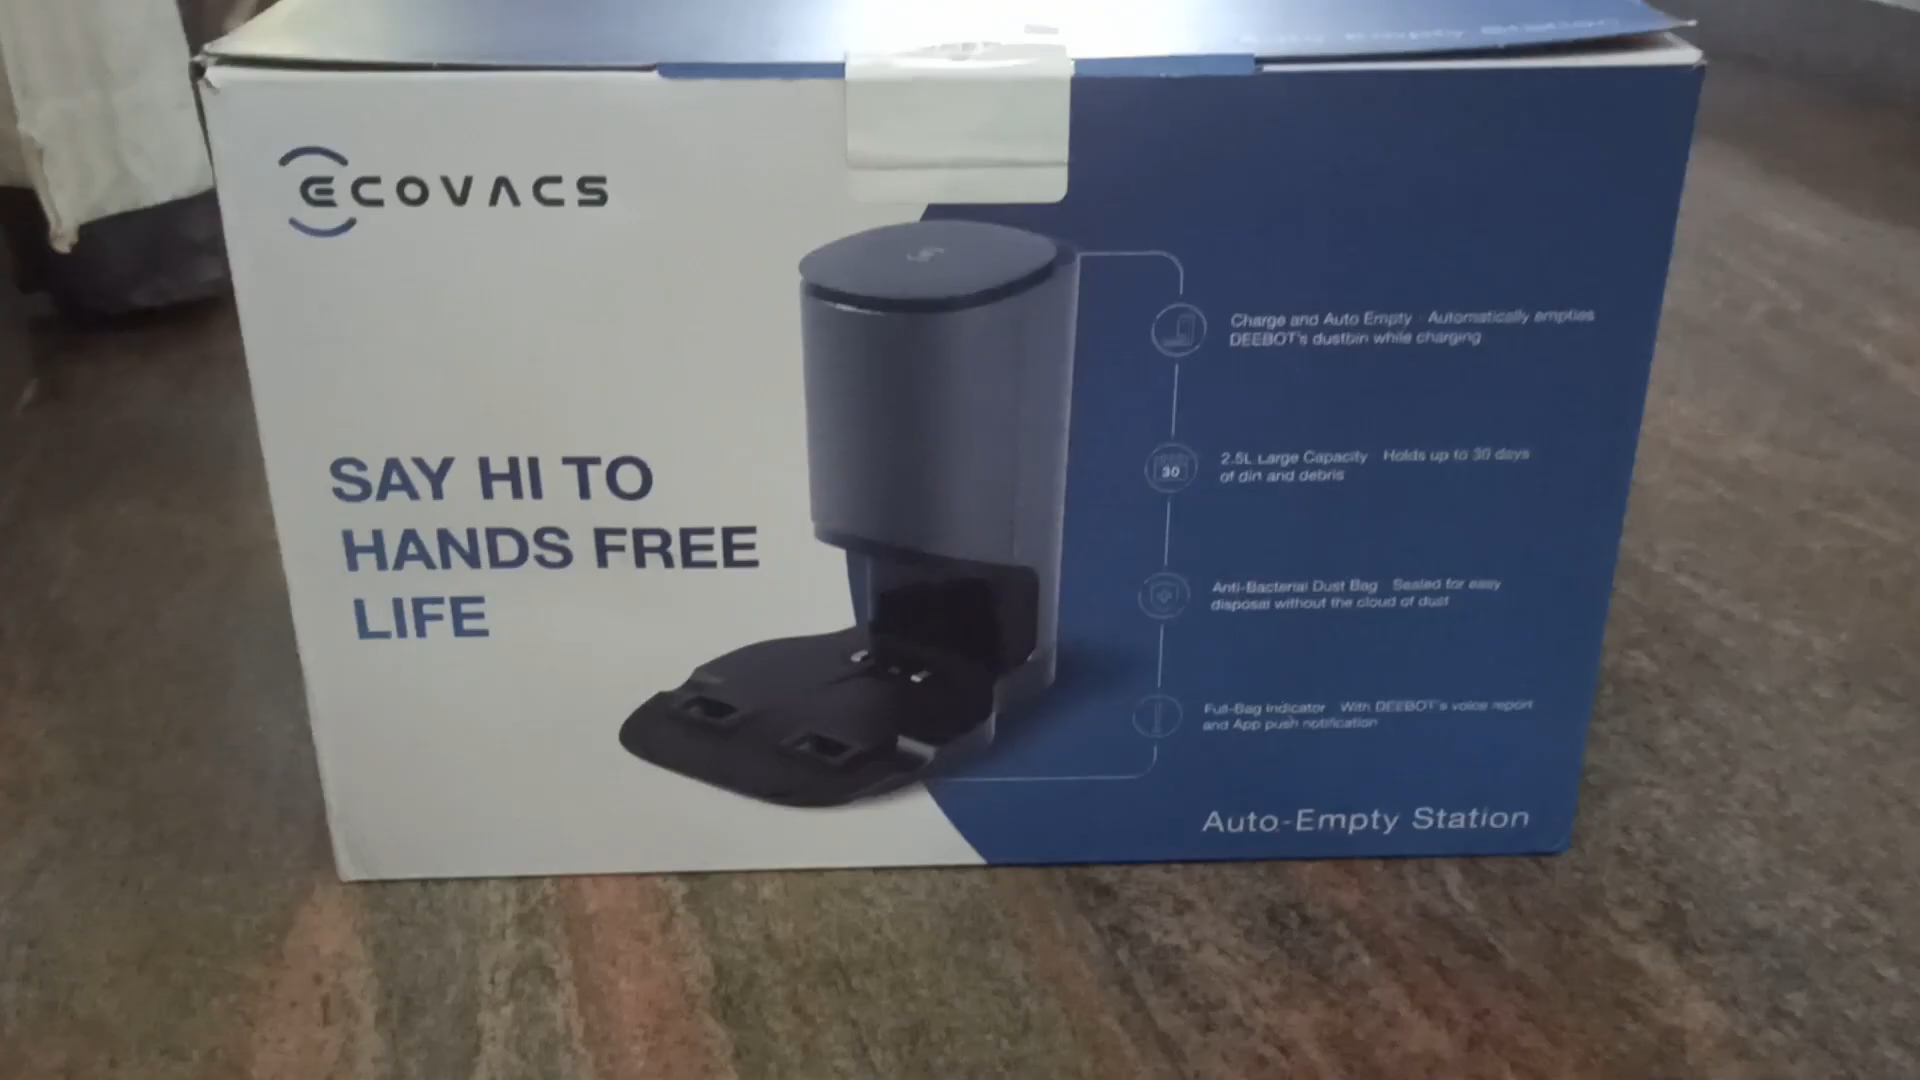 ECOVACS
SAY HI TO
HANDS FREE
LIFE
Charge and Auto Empty Automatically empties
DEEBOT's dustbin while charging
30
2.5L Large Capacity Holds up to 30 days
of dirt and debris
Anti-Bacterial Dust Bag Sealed for easy
disposal without the cloud of dust
Full-Bag Indicator With DEEBOT's voice report
and App push notification
Auto-Empty Station